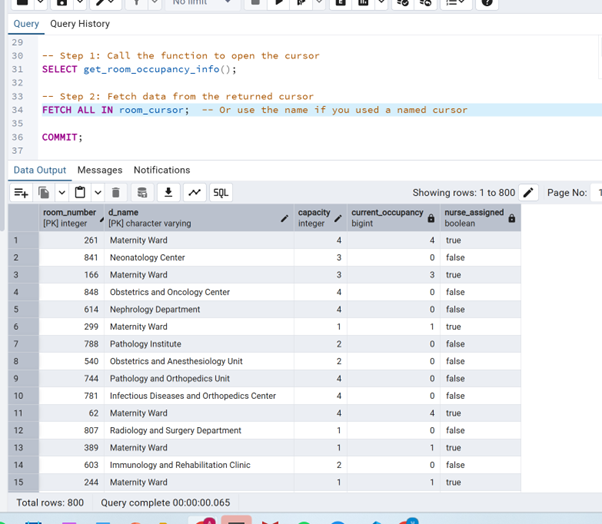 No limit
Query Query History
29
30 -- Step 1: Call the function to open the cursor
31 SELECT get_room_occupancy_info();
32
33 -- Step 2: Fetch data from the returned cursor
34 FETCH ALL IN room_cursor;  -- Or use the name if you used a named cursor
35
36 COMMIT;
37
Data Output Messages Notifications
SQL Showing rows: 1 to 800 Page No: 1
room_number d_name capacity current_occupancy nurse_assigned
[PK] integer [PK] character varying integer bigint boolean
1 261 Maternity Ward 4 4 true
2 841 Neonatology Center 3 0 false
3 166 Maternity Ward 3 3 true
4 848 Obstetrics and Oncology Center 4 0 false
5 614 Nephrology Department 4 0 false
6 299 Maternity Ward 1 1 true
7 788 Pathology Institute 2 0 false
8 540 Obstetrics and Anesthesiology Unit 2 0 false
9 744 Pathology and Orthopedics Unit 4 0 false
10 781 Infectious Diseases and Orthopedics Center 4 0 false
11 62 Maternity Ward 4 4 true
12 807 Radiology and Surgery Department 1 0 false
13 389 Maternity Ward 1 1 true
14 603 Immunology and Rehabilitation Clinic 2 0 false
15 244 Maternity Ward 1 1 true
Total rows: 800 Query complete 00:00:00.065